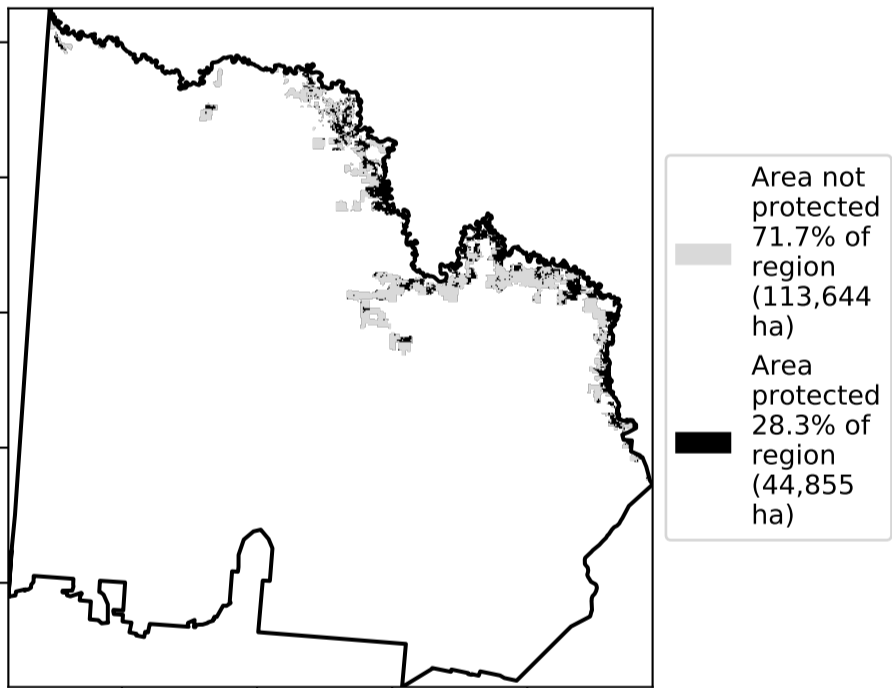 Area not
protected
71.7% of
region
(113,644
ha)
Area
protected
28.3% of
region
(44,855
ha)